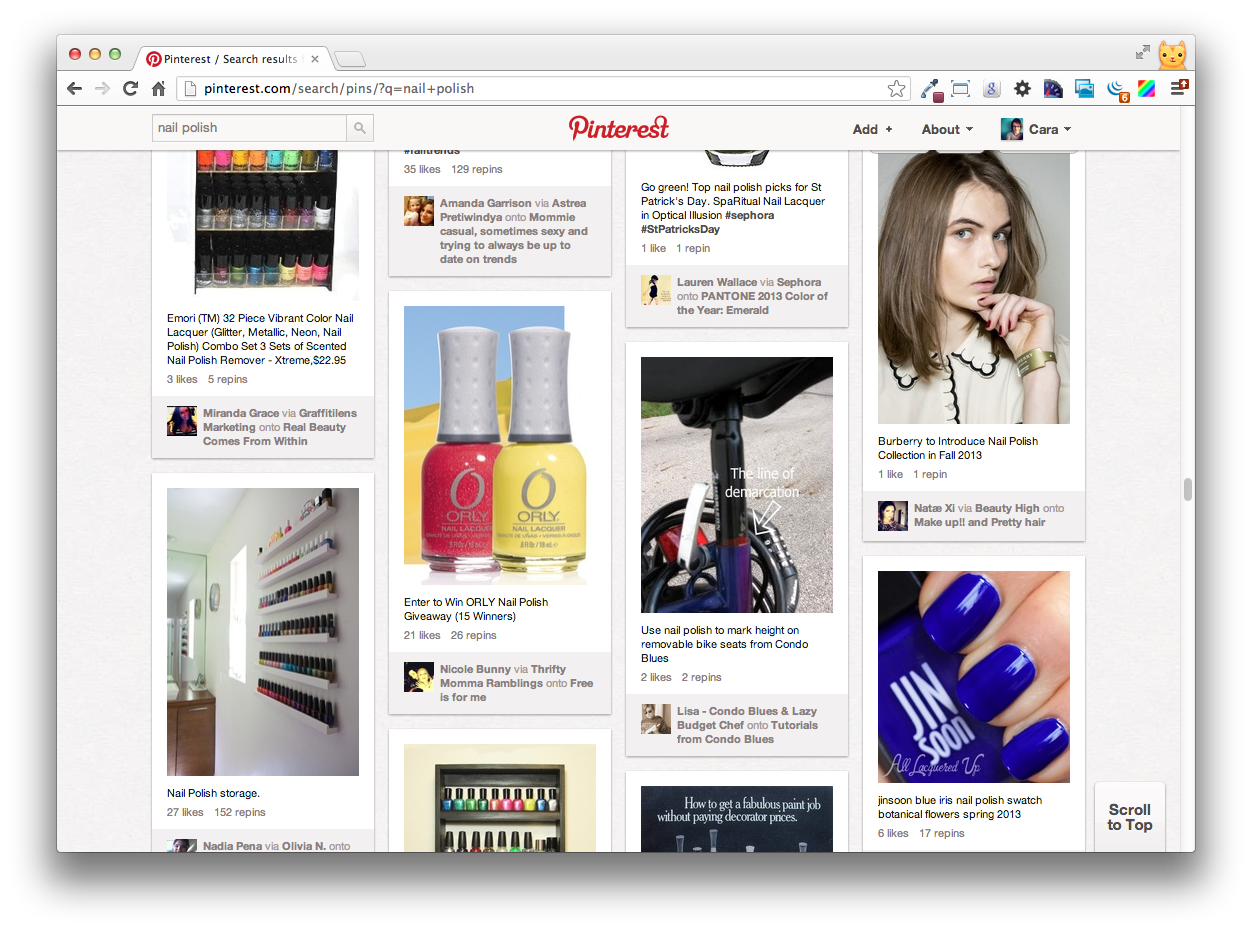 Pinterest / Search results
pinterest.com/search/pins/?q=nail+polish
6
nail polish
Pinterest
Add +
About
Cara
Emori (TM) 32 Piece Vibrant Color Nail
Lacquer (Glitter, Metallic, Neon, Nail
Polish) Combo Set 3 Sets of Scented
Nail Polish Remover - Xtreme,$22.95
3 likes 5 repins
Miranda Grace via Graffitilens
Marketing onto Real Beauty
Comes From Within
Nail Polish storage.
27 likes 152 repins
Nadia Pena via Olivia N. onto
#falltrends
35 likes 129 repins
Amanda Garrison via Astrea
Pretiwindya onto Mommie
casual, sometimes sexy and
trying to always be up to
date on trends
ORLY
NAIL LACQUER
ORLY
NAIL LACQUER
Enter to Win ORLY Nail Polish
Giveaway (15 Winners)
21 likes 26 repins
Nicole Bunny via Thrifty
Momma Ramblings onto Free
is for me
Go green! Top nail polish picks for St
Patrick's Day. SpaRitual Nail Lacquer
in Optical Illusion #sephora
#StPatricksDay
1 like 1 repin
Lauren Wallace via Sephora
onto PANTONE 2013 Color of
the Year: Emerald
The line of
demarcation
Use nail polish to mark height on
removable bike seats from Condo
Blues
2 likes 2 repins
Lisa - Condo Blues & Lazy
Budget Chef onto Tutorials
from Condo Blues
How to get a fabulous paint job
without paying decorator prices.
Burberry to Introduce Nail Polish
Collection in Fall 2013
1 like 1 repin
Natæ Xi via Beauty High onto
Make up!! and Pretty hair
JIN
soon
All Lacquered Up
jinsoon blue iris nail polish swatch
botanical flowers spring 2013
6 likes 17 repins
Scroll
to Top